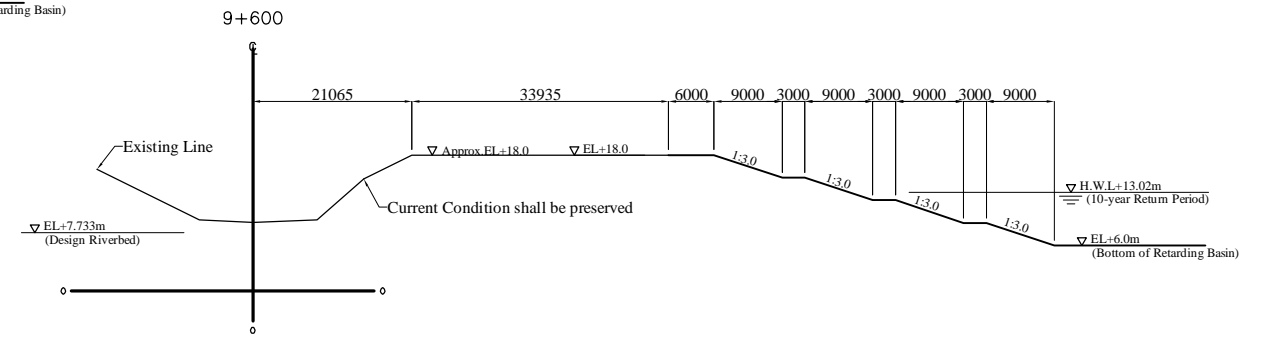 arding Basin)
9+600
℄
21065 33935 6000 9000 3000 9000 3000 9000 3000 9000
Existing Line
Approx.EL+18.0 EL+18.0
1:3.0
1:3.0
H.W.L+13.02m
(10-year Return Period)
1:3.0
Current Condition shall be preserved
1:3.0
EL+7.733m
(Design Riverbed)
EL+6.0m
(Bottom of Retarding Basin)
0 0
0